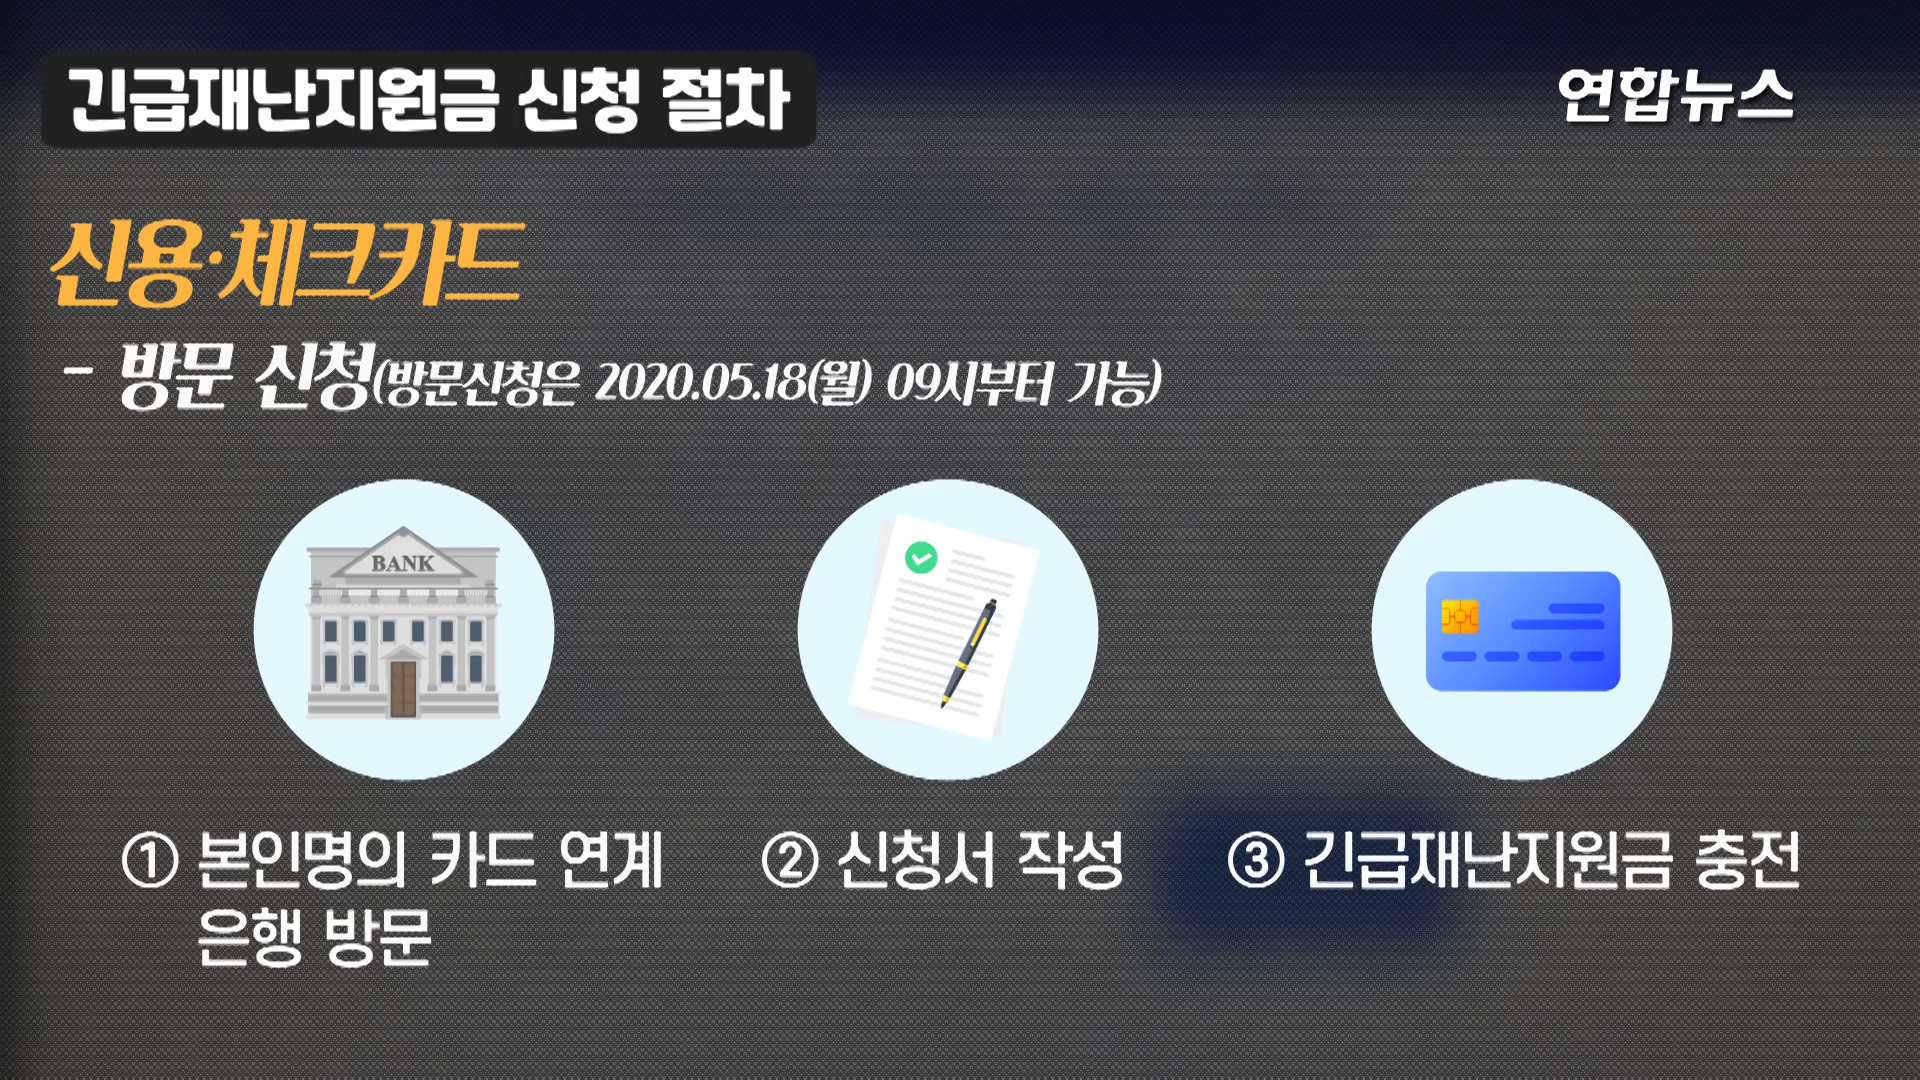 긴급재난지원금 신청 절차
연합뉴스
신용·체크카드
- 방문 신청(방문신청은 2020.05.18(월) 09시부터 가능)
BANK
① 본인명의 카드 연계
은행 방문
② 신청서 작성
③ 긴급재난지원금 충전